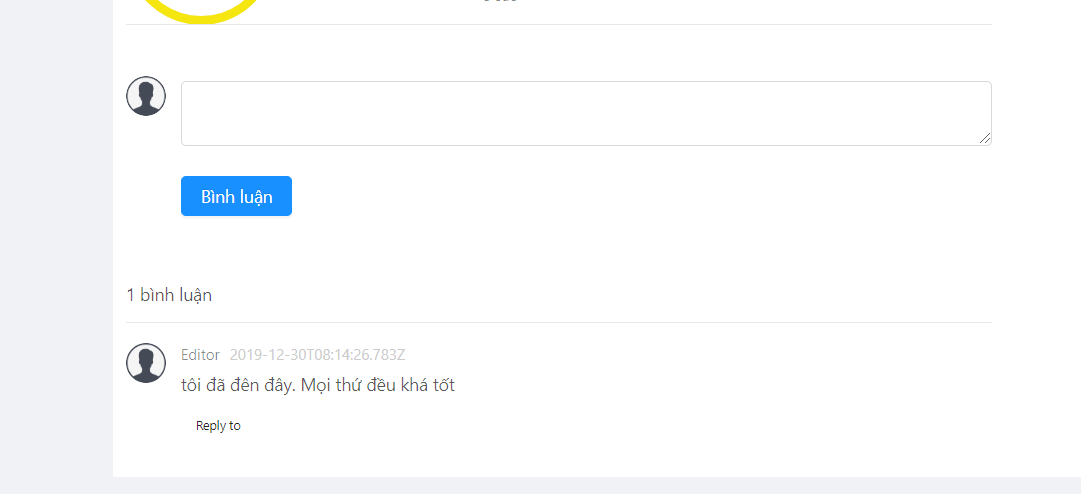 Bình luận
1 bình luận
Editor 2019-12-30T08:14:26.783Z
tôi đã đên đây. Mọi thứ đều khá tốt
Reply to